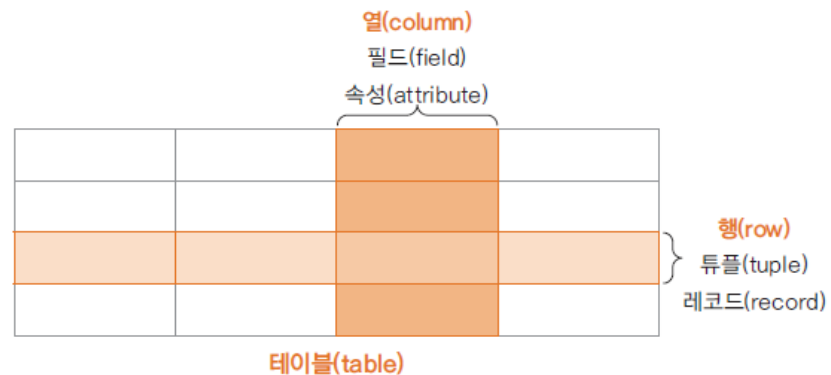 열(column)
필드(field)
속성(attribute)
행(row)
튜플(tuple)
레코드(record)
테이블(table)